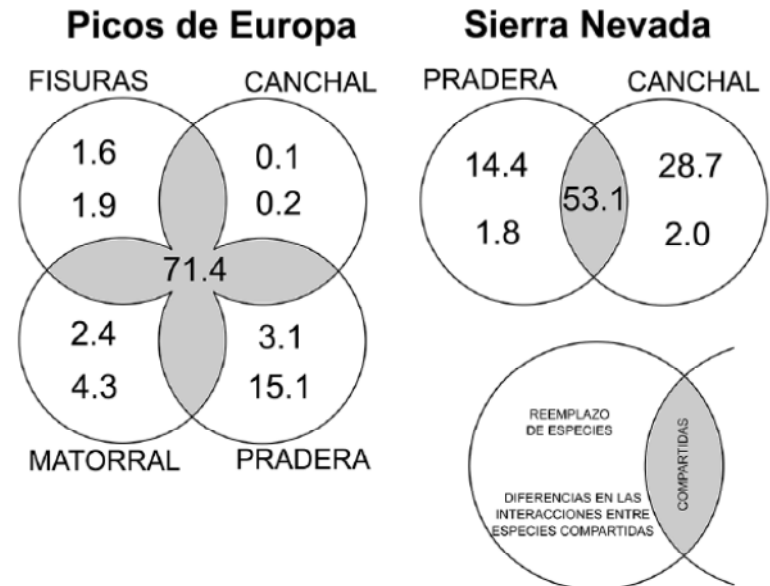 Picos de Europa
FISURAS
CANCHAL
1.6
1.9
0.1
0.2
71.4
2.4
4.3
3.1
15.1
MATORRAL
PRADERA
Sierra Nevada
PRADERA
CANCHAL
14.4
1.8
53.1
28.7
2.0
REEMPLAZO
DE ESPECIES
DIFERENCIAS EN LAS
INTERACCIONES ENTRE
ESPECIES COMPARTIDAS
COMPARTIDAS